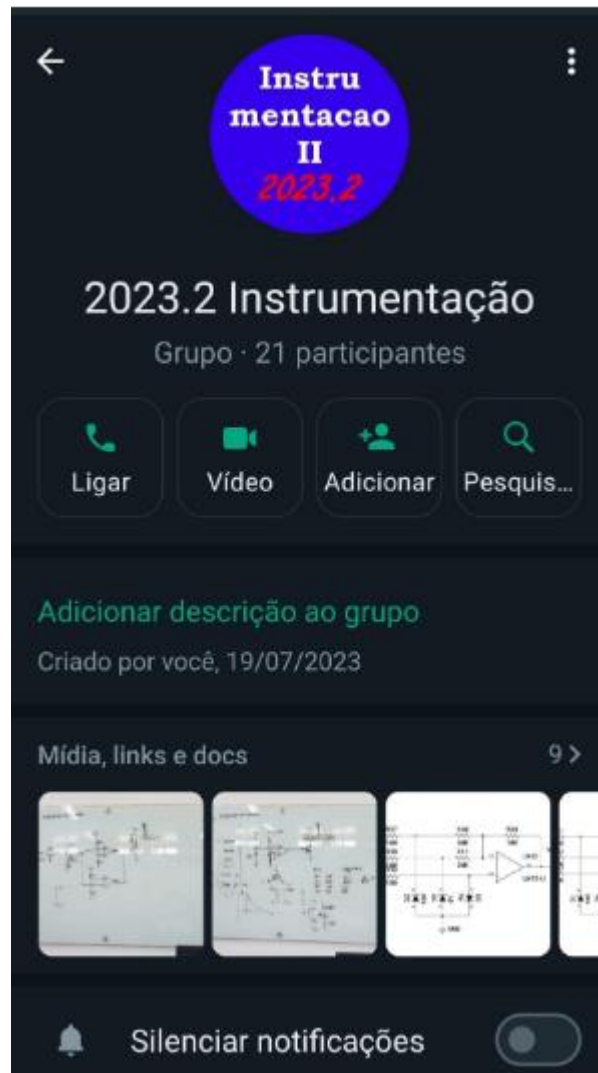 Instru
mentacao
II
2023.2
2023.2 Instrumentação
Grupo · 21 participantes
Ligar
Vídeo
Adicionar
Pesquis...
Adicionar descrição ao grupo
Criado por você, 19/07/2023
Mídia, links e docs
9 >
Silenciar notificações